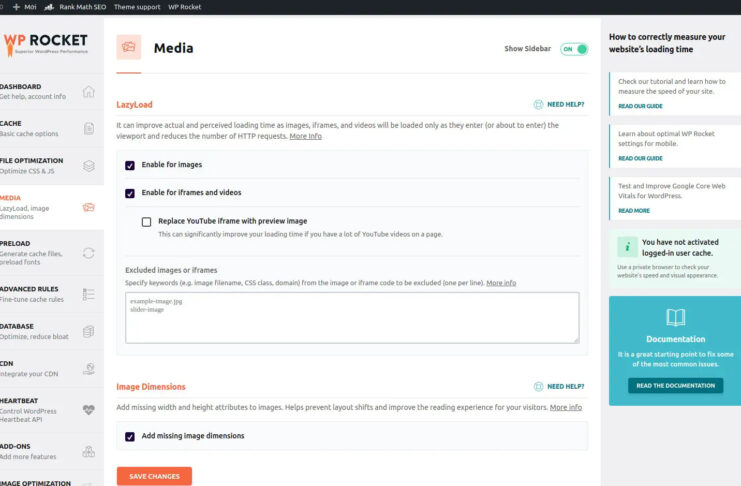 0 + Mới Rank Math SEO Theme support WP Rocket
WP ROCKET
Superior WordPress Performance
DASHBOARD
Get help, account info
CACHE
Basic cache options
FILE OPTIMIZATION
Optimize CSS & JS
MEDIA
LazyLoad, image
dimensions
PRELOAD
Generate cache files,
preload fonts
ADVANCED RULES
Fine-tune cache rules
DATABASE
Optimize, reduce bloat
CDN
Integrate your CDN
HEARTBEAT
Control WordPress
Heartbeat API
ADD-ONS
Add more features
IMAGE OPTIMIZATION
Media
Show Sidebar ON
LazyLoad
NEED HELP?
It can improve actual and perceived loading time as images, iframes, and videos will be loaded only as they enter (or about to enter) the
viewport and reduces the number of HTTP requests. More Info
Enable for images
Enable for iframes and videos
Replace YouTube iframe with preview image
This can significantly improve your loading time if you have a lot of YouTube videos on a page.
Excluded images or iframes
Specify keywords (e.g. image filename, CSS class, domain) from the image or iframe code to be excluded (one per line). More info
example-image.jpg
slider-image
Image Dimensions
NEED HELP?
Add missing width and height attributes to images. Helps prevent layout shifts and improve the reading experience for your visitors. More info
Add missing image dimensions
SAVE CHANGES
How to correctly measure your
website's loading time
Check our tutorial and learn how to
measure the speed of your site.
READ OUR GUIDE
Learn about optimal WP Rocket
settings for mobile.
READ OUR GUIDE
Test and Improve Google Core Web
Vitals for WordPress.
READ MORE
i
You have not activated
logged-in user cache.
Use a private browser to check your
website's speed and visual appearance.
Documentation
It is a great starting point to fix some
of the most common issues.
READ THE DOCUMENTATION